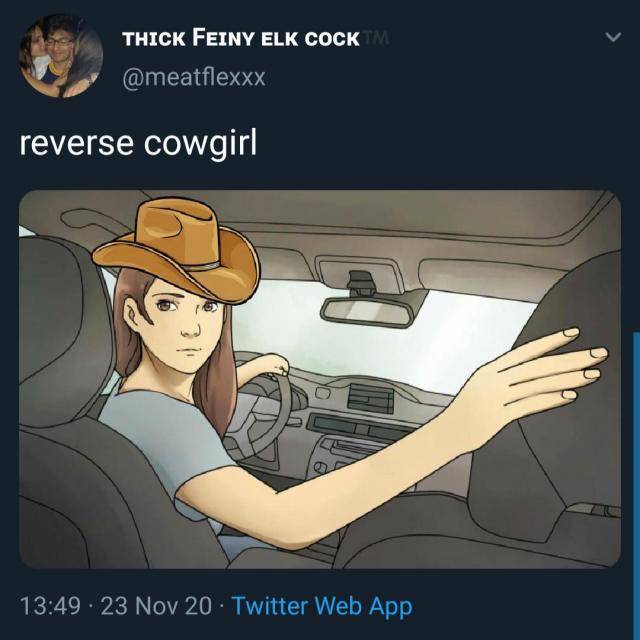 THICK FEINY ELK COCK™
@meatflexxx
reverse cowgirl
13:49 · 23 Nov 20 · Twitter Web App